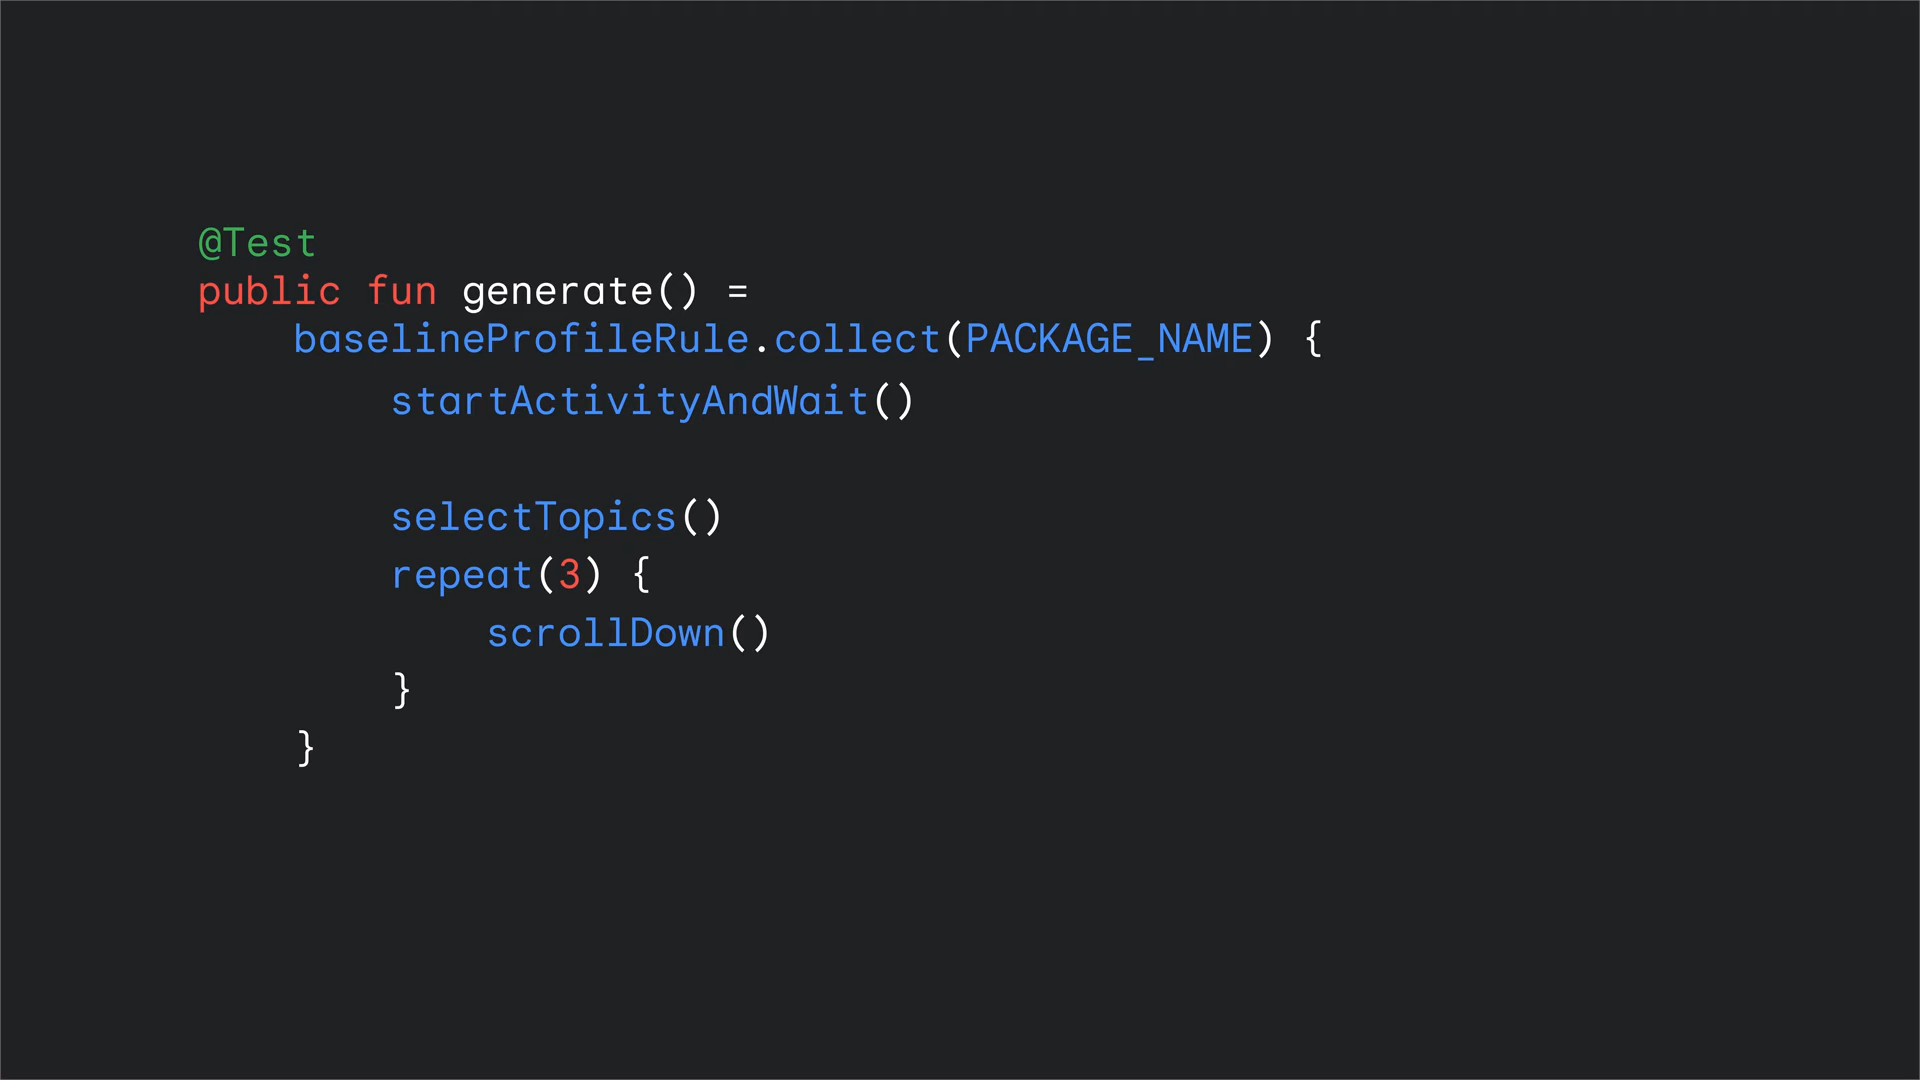 @Test
public fun generate() =
    baselineProfileRule.collect(PACKAGE_NAME) {
        startActivityAndWait()

        selectTopics()
        repeat(3) {
            scrollDown()
        }
    }